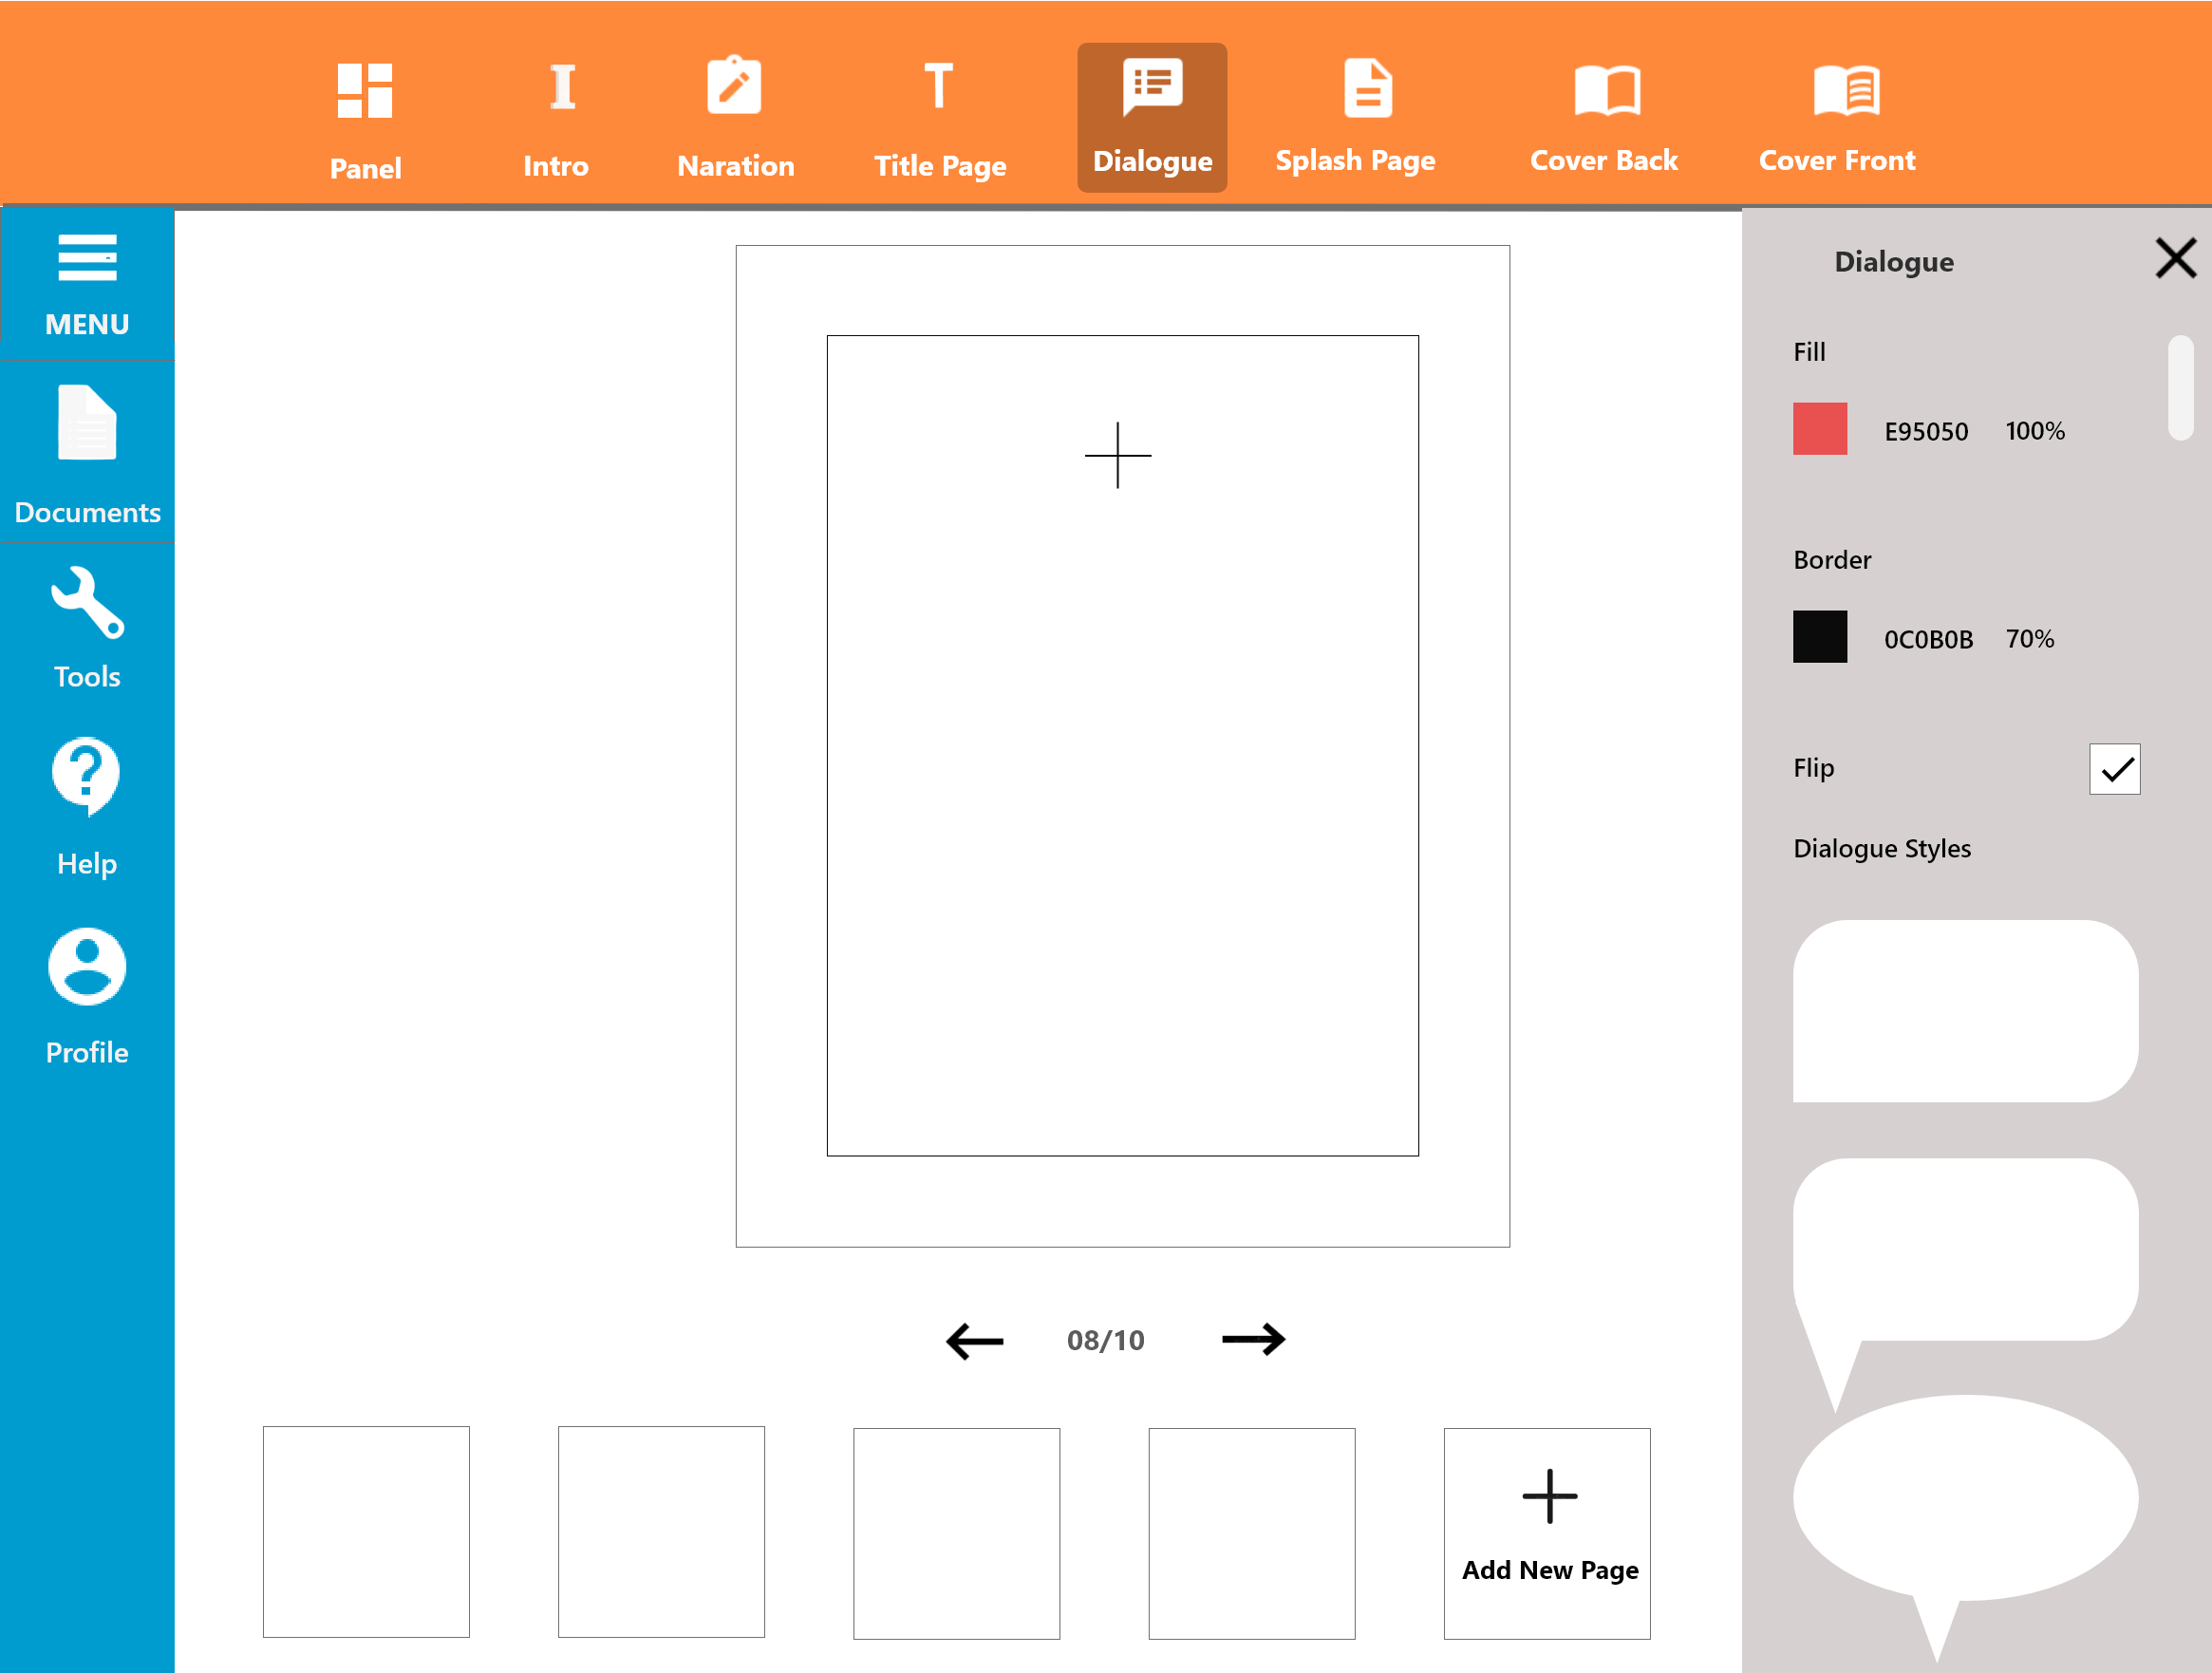 Panel
Intro
Naration
Title Page
Dialogue
Splash Page
Cover Back
Cover Front
MENU
Documents
Tools
Help
Profile
Dialogue
Fill
E95050 100%
Border
0C0B0B 70%
Flip
Dialogue Styles
08/10
Add New Page